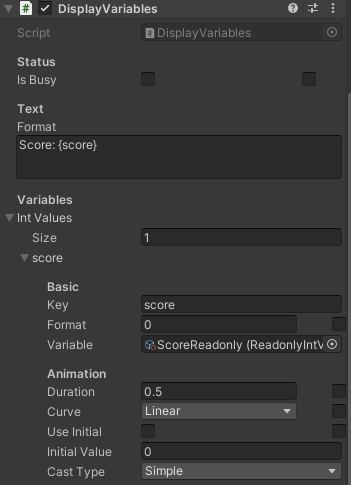 DisplayVariables
Script DisplayVariables
Status
Is Busy
Text
Format
Score: {score}
Variables
Int Values
Size 1
score
Basic
Key score
Format 0
Variable ScoreReadonly (ReadonlyIntV
Animation
Duration 0.5
Curve Linear
Use Initial
Initial Value 0
Cast Type Simple